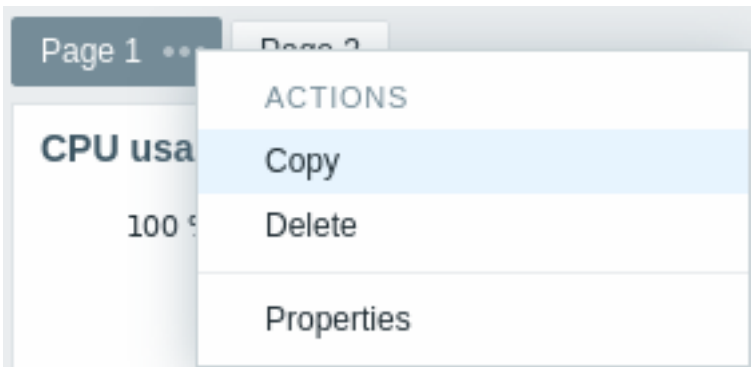 Page 1 •••
Page 2
ACTIONS
CPU usa
Copy
100 %
Delete
Properties